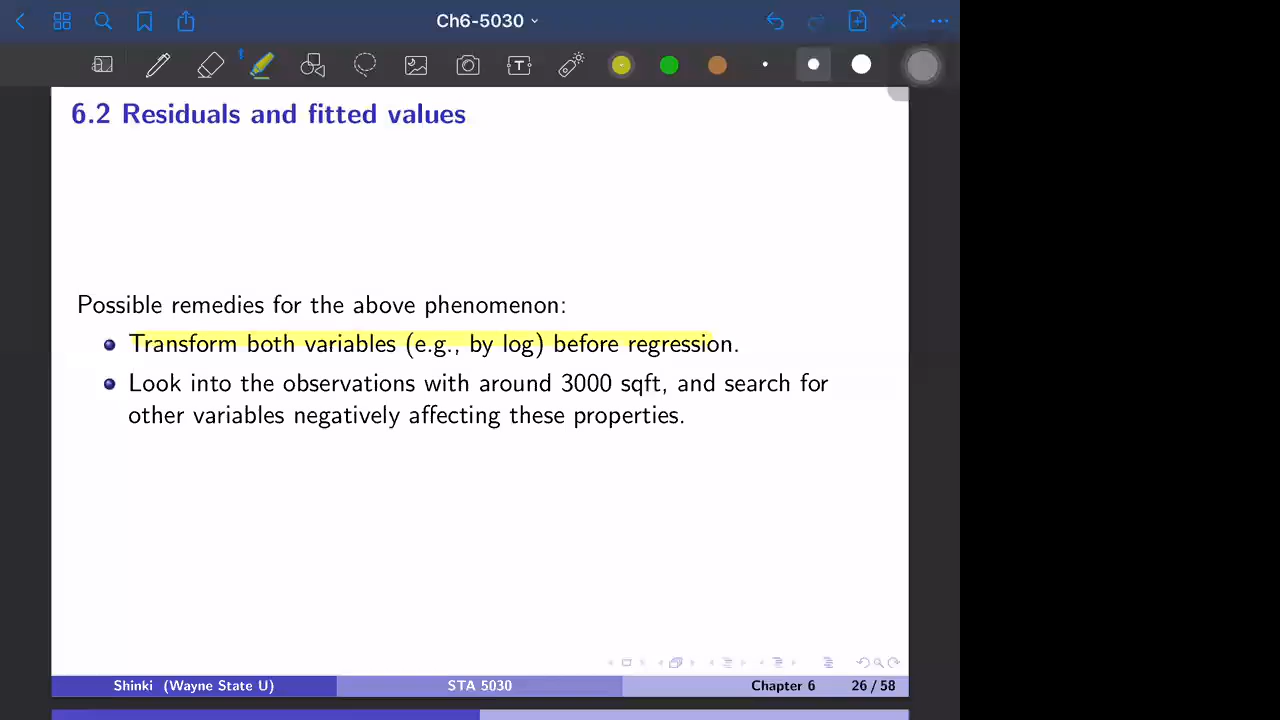 Ch6-5030
T
6.2 Residuals and fitted values
Possible remedies for the above phenomenon:
Transform both variables (e.g., by log) before regression.
Look into the observations with around 3000 sqft, and search for
other variables negatively affecting these properties.
Shinki (Wayne State U) STA 5030 Chapter 6 26 / 58